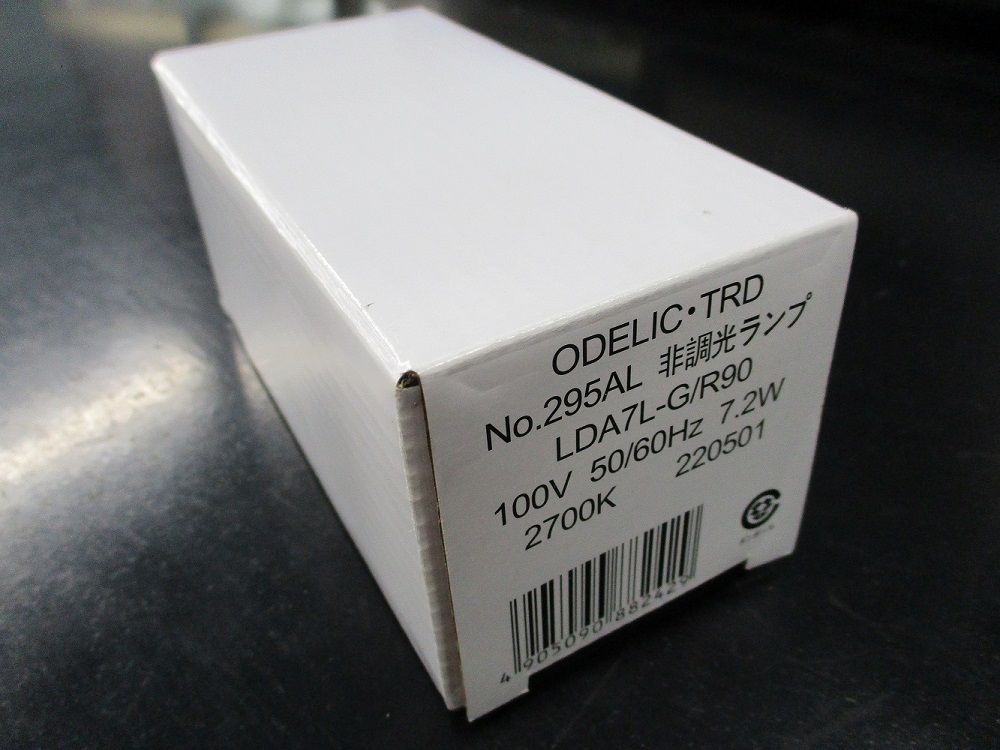 ODELIC・TRD
No.295AL 非調光ランプ
LDA7L-G/R90
100V 50/60Hz 7.2W
2700K 220501
4905090882429